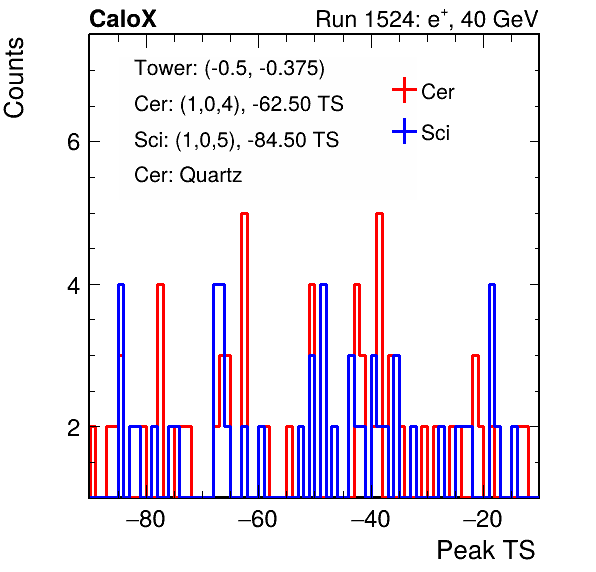 CaloX Run 1524: e⁺, 40 GeV
Counts
Tower: (-0.5, -0.375)
Cer: (1,0,4), -62.50 TS
Sci: (1,0,5), -84.50 TS
Cer: Quartz
Cer
Sci
6
4
2
−80 −60 −40 −20
Peak TS